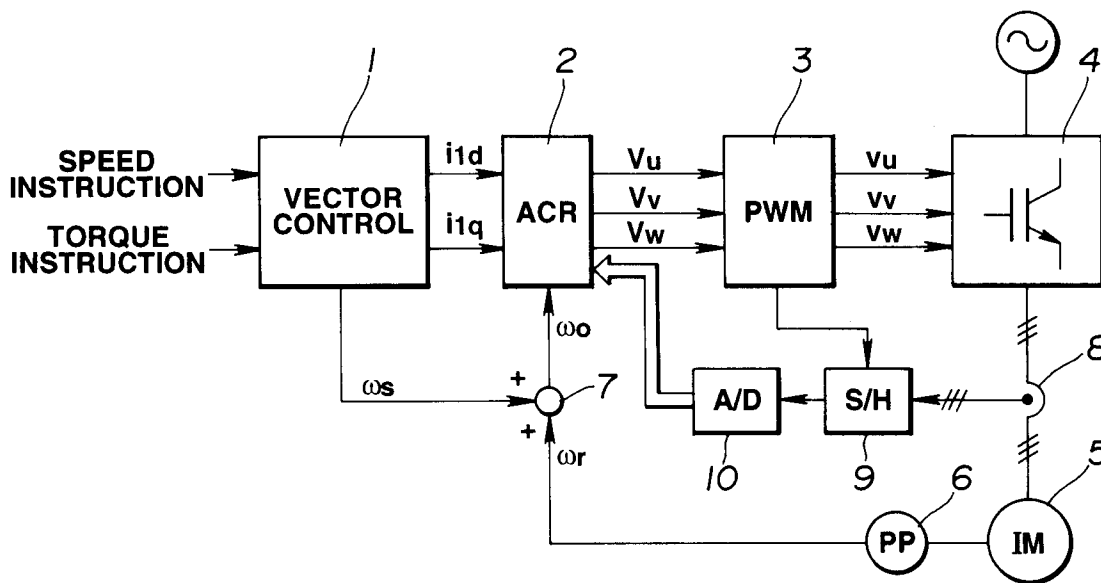 1
2
3
4
SPEED
INSTRUCTION
TORQUE
INSTRUCTION
VECTOR
CONTROL
i1d
i1q
ACR
Vu
Vv
Vw
PWM
vu
vv
vw
ωo
ωs
+
+
7
ωr
A/D
10
S/H
9
8
6
PP
5
IM